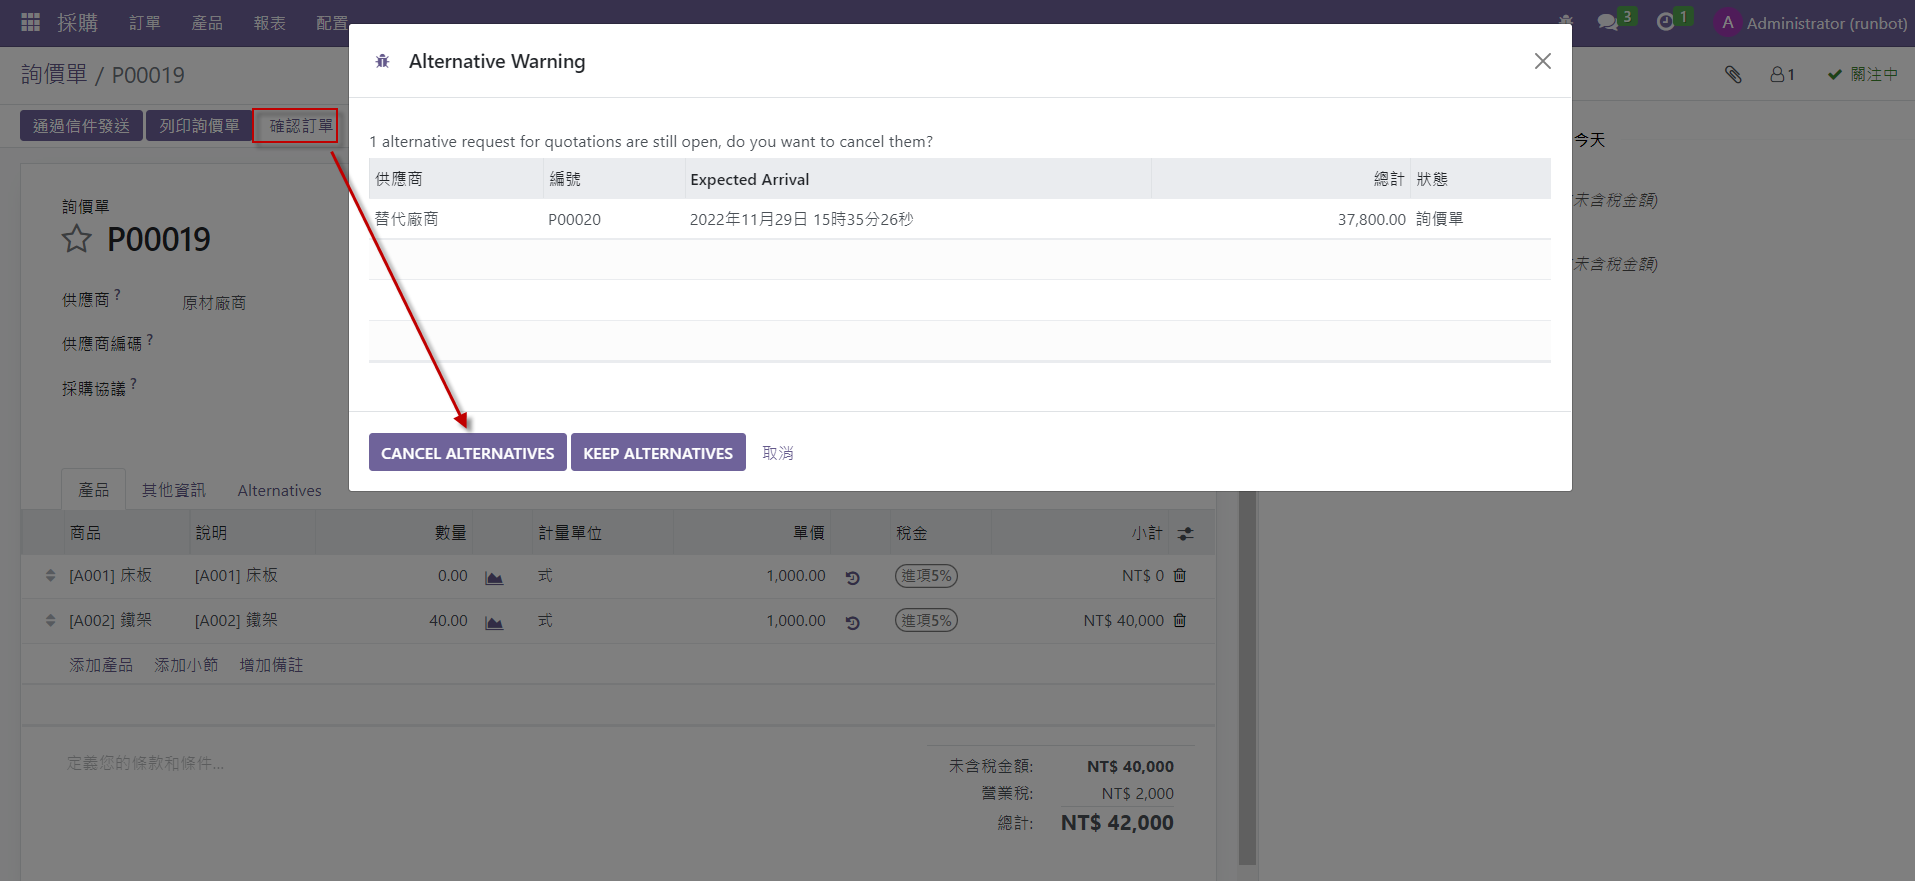 採購 訂單 產品 報表 配置 3 1 A Administrator (runbot)
詢價單 / P00019
1 關注中
通過信件發送 列印詢價單 確認訂單
今天
未含稅金額)
未含稅金額)
詢價單
P00019
供應商 ? 原材廠商
供應商編碼 ?
採購協議 ?
Alternative Warning
1 alternative request for quotations are still open, do you want to cancel them?
供應商 編號 Expected Arrival 總計 狀態
替代廠商 P00020 2022年11月29日 15時35分26秒 37,800.00 詢價單
CANCEL ALTERNATIVES KEEP ALTERNATIVES 取消
產品 其他資訊 Alternatives
商品 說明 數量 計量單位 單價 稅金 小計
[A001] 床板 [A001] 床板 0.00 式 1,000.00 進項5% NT$ 0
[A002] 鐵架 [A002] 鐵架 40.00 式 1,000.00 進項5% NT$ 40,000
添加產品 添加小節 增加備註
定義您的條款和條件...
未含稅金額: NT$ 40,000
營業稅: NT$ 2,000
總計: NT$ 42,000